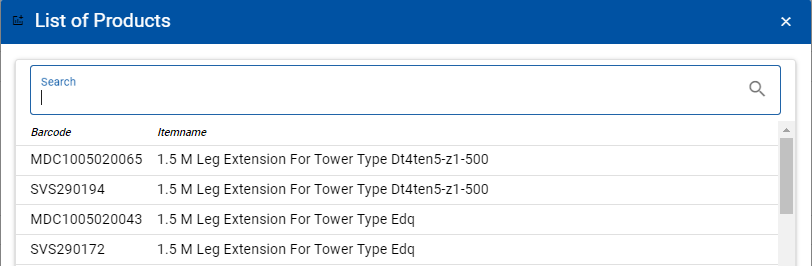 List of Products
Search
Barcode Itemname
MDC1005020065 1.5 M Leg Extension For Tower Type Dt4ten5-z1-500
SVS290194 1.5 M Leg Extension For Tower Type Dt4ten5-z1-500
MDC1005020043 1.5 M Leg Extension For Tower Type Edq
SVS290172 1.5 M Leg Extension For Tower Type Edq